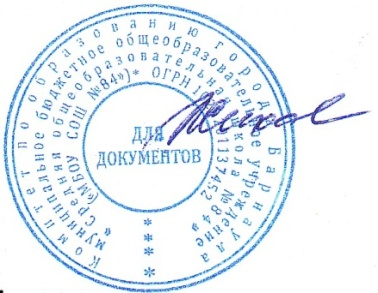 Комитет по образованию города Барнаула
муниципальное бюджетное общеобразовательное учреждение
«Средняя общеобразовательная школа №84»
(МБОУ СОШ №84»)* ОГРН
ДЛЯ
ДОКУМЕНТОВ
* * * *